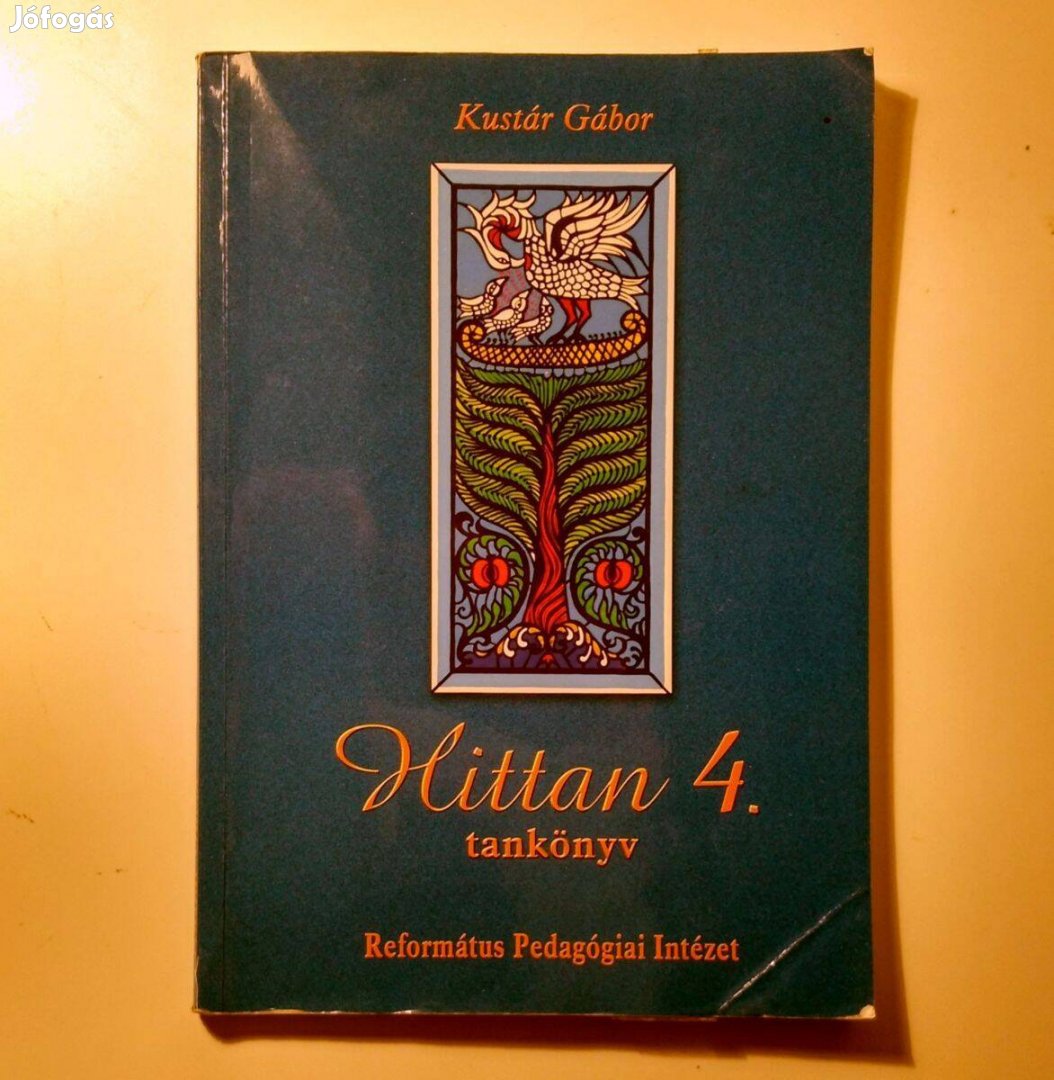 Jófogás
Kustár Gábor
Hittan 4.
tankönyv
Református Pedagógiai Intézet